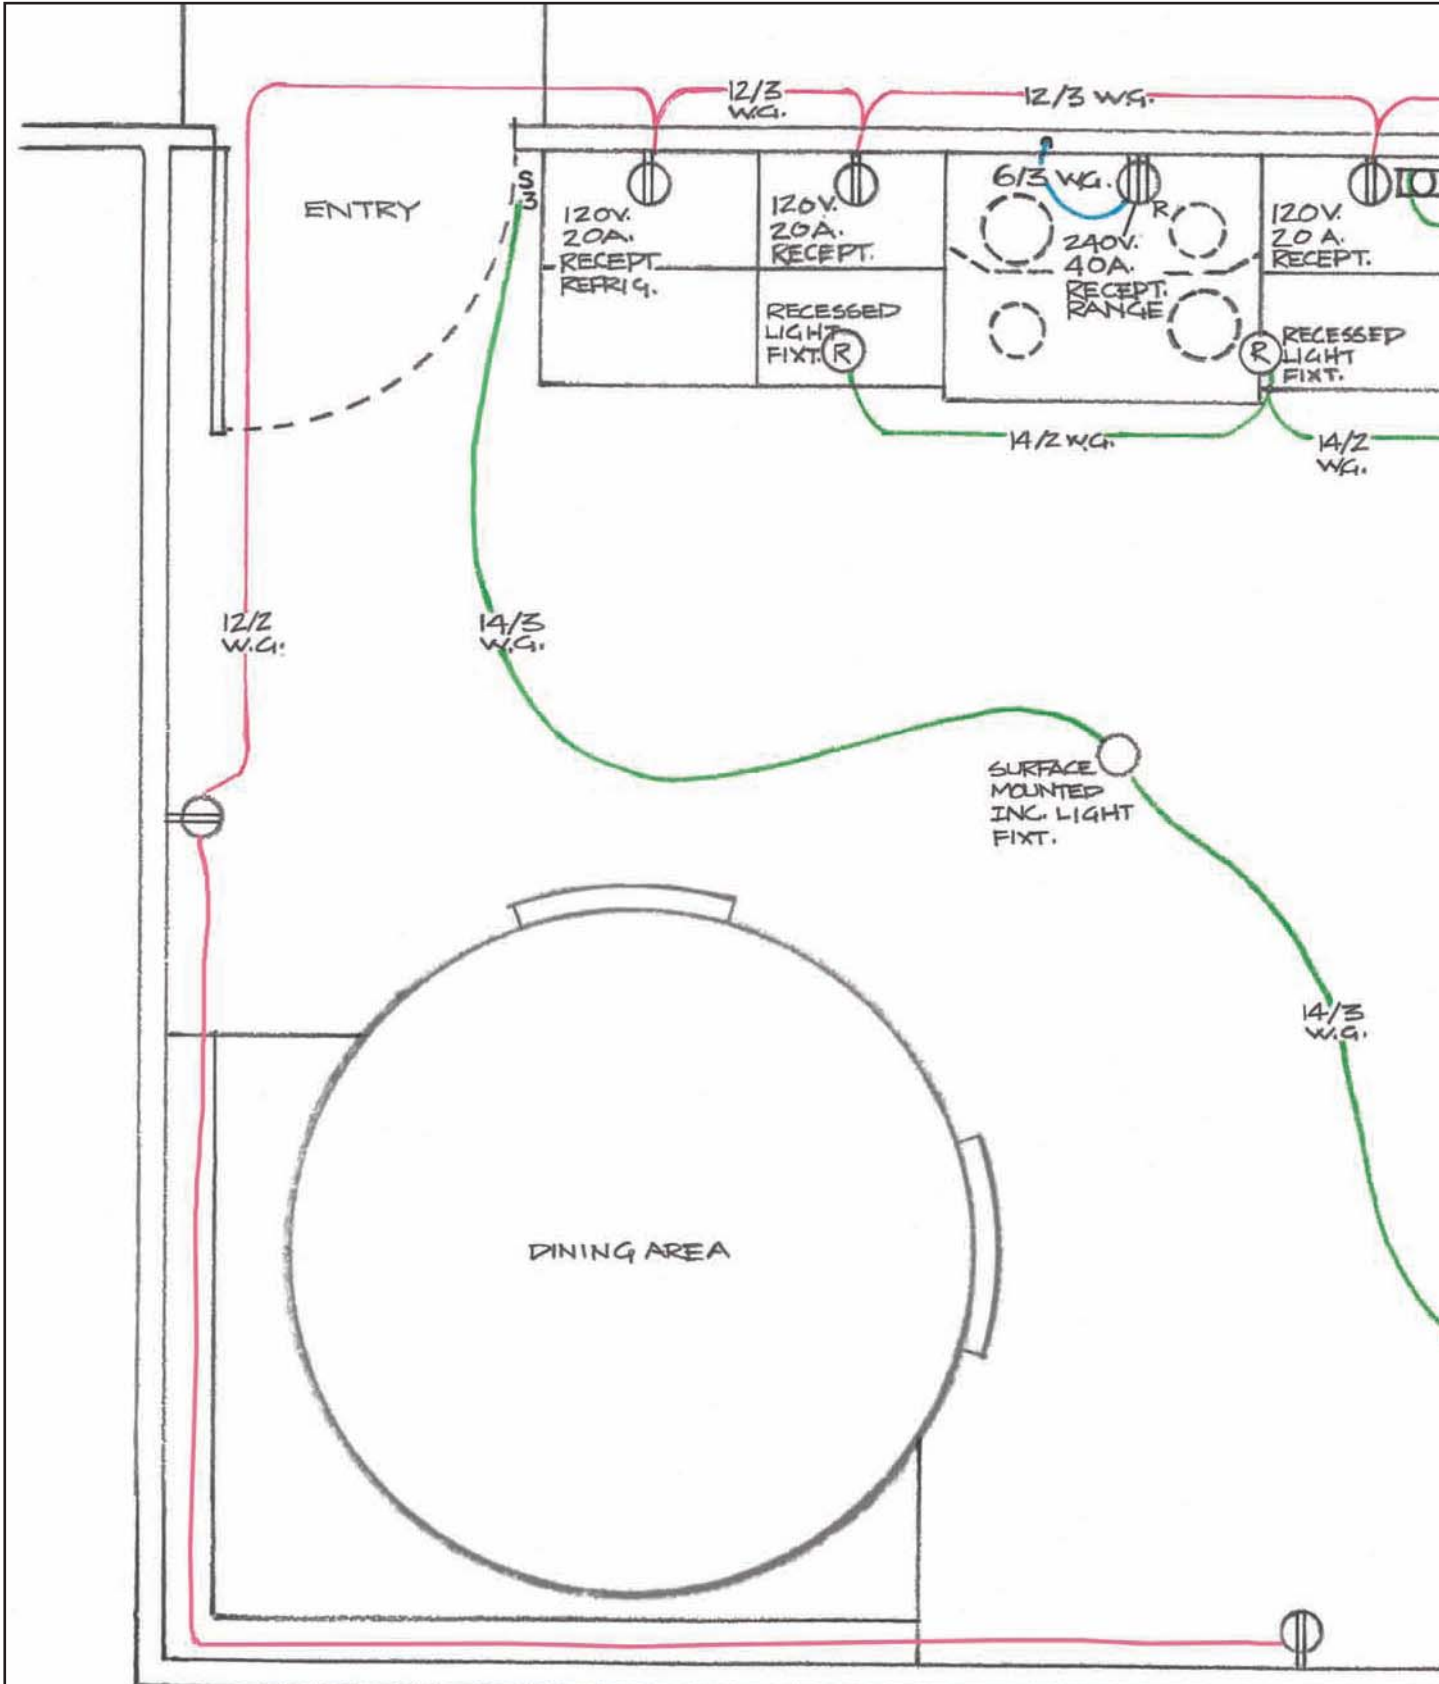 12/3
W.G.
12/3 W.G.
ENTRY
S
3
120V.
20A.
RECEPT.
REFRIG.
120V.
20A.
RECEPT.
6/3 WG.
R
240V.
40A.
RECEPT.
RANGE
120V.
20 A.
RECEPT.
RECESSED
LIGHT
FIXT.
R
R
RECESSED
LIGHT
FIXT.
14/2 W.G.
14/2
W.G.
12/2
W.G.
14/3
W.G.
SURFACE
MOUNTED
INC. LIGHT
FIXT.
14/3
W.G.
DINING AREA